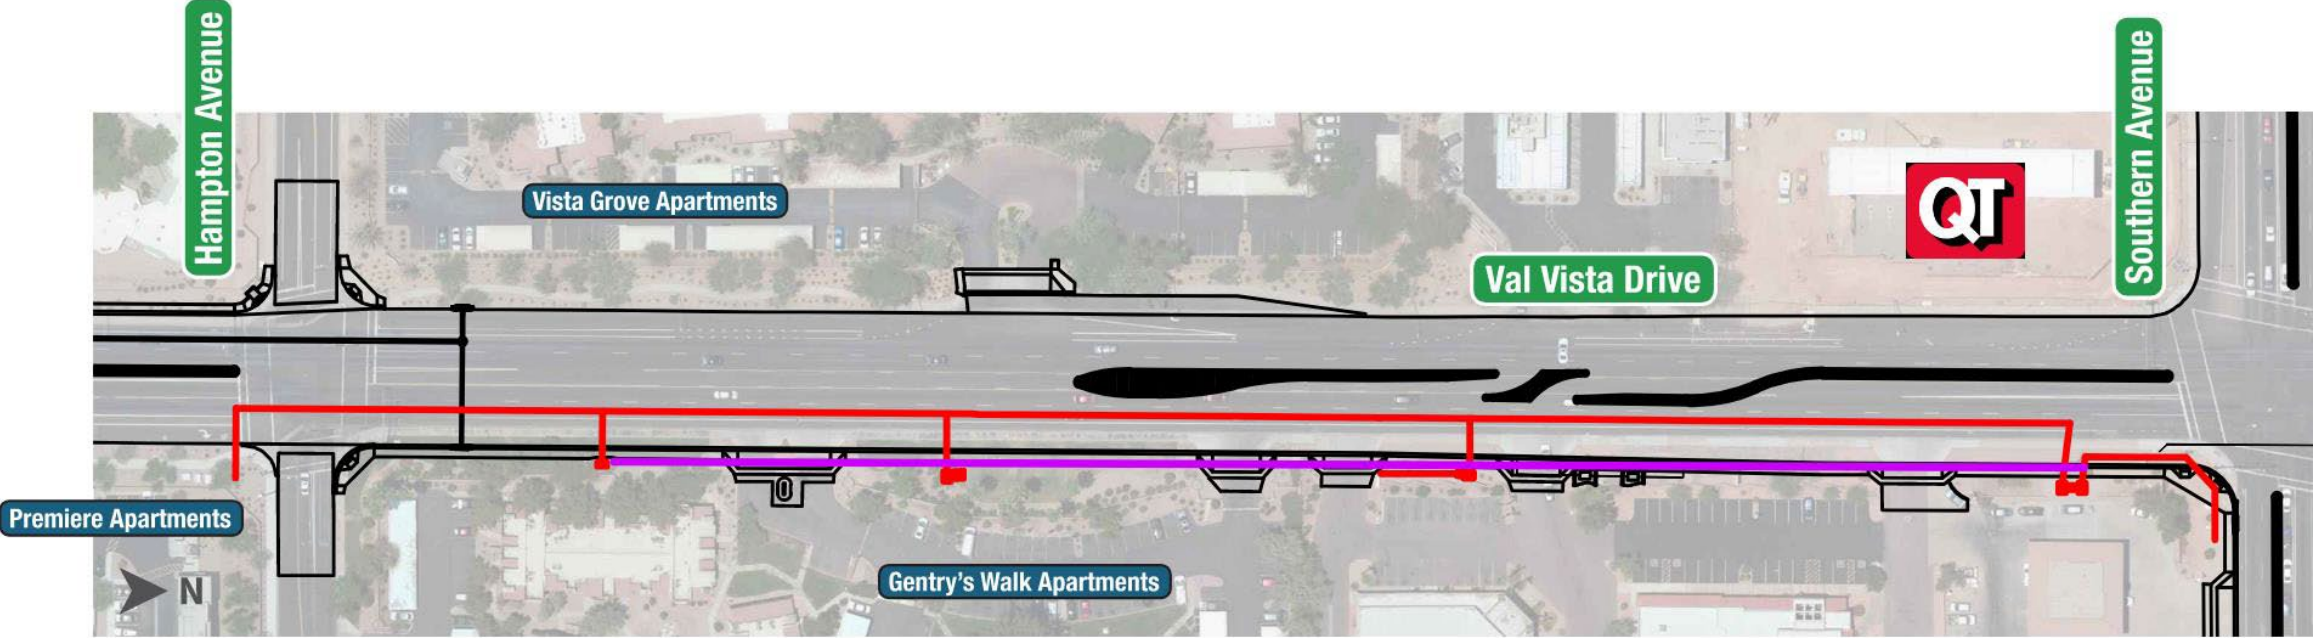 Hampton Avenue
Southern Avenue
Vista Grove Apartments
QT
Val Vista Drive
Premiere Apartments
Gentry's Walk Apartments
N